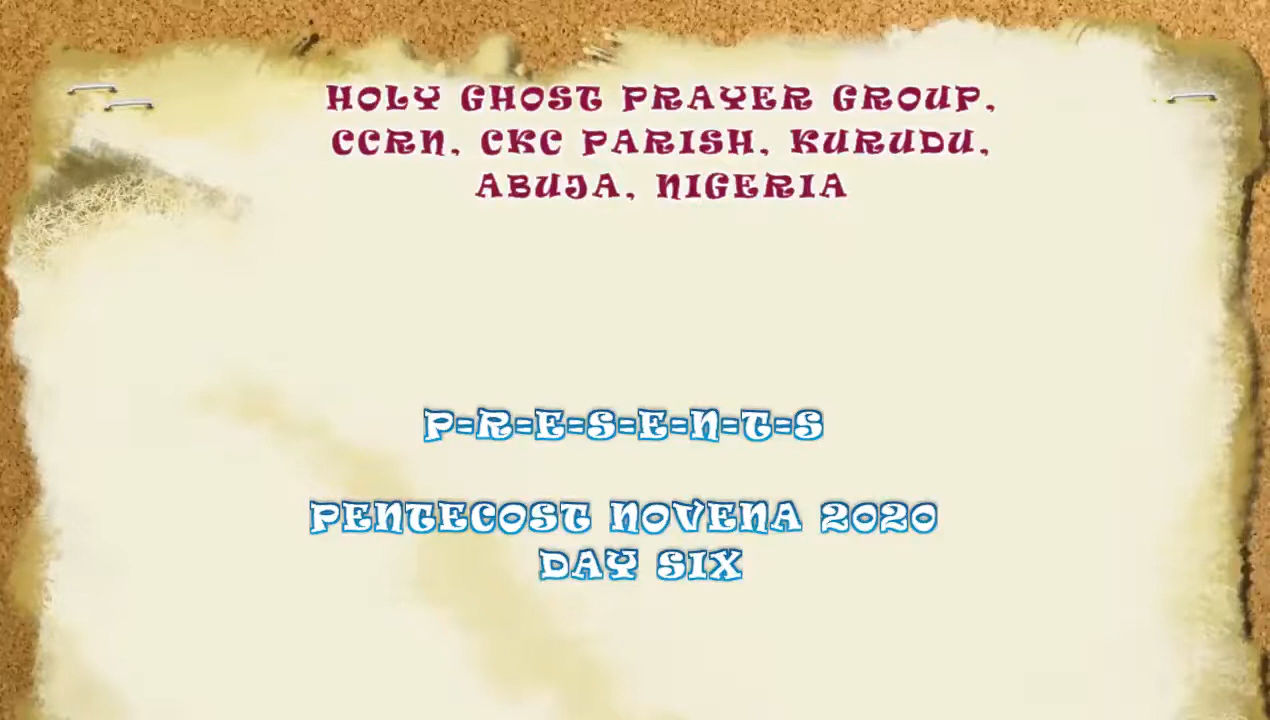 HOLY GHOST PRAYER GROUP,
CCRN, CKC PARISH, KURUDU,
ABUJA, NIGERIA
P=R=E=S=E=N=T=S
PENTECOST NOVENA 2020
DAY SIX